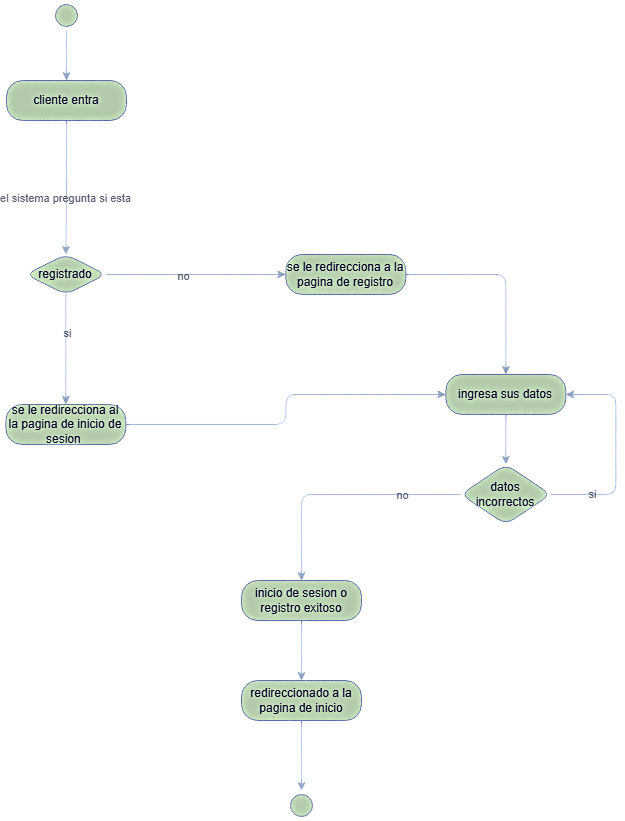 cliente entra
el sistema pregunta si esta
registrado
no
se le redirecciona a la
pagina de registro
si
se le redirecciona al
la pagina de inicio de
sesion
ingresa sus datos
datos
incorrectos
no
si
inicio de sesion o
registro exitoso
redireccionado a la
pagina de inicio